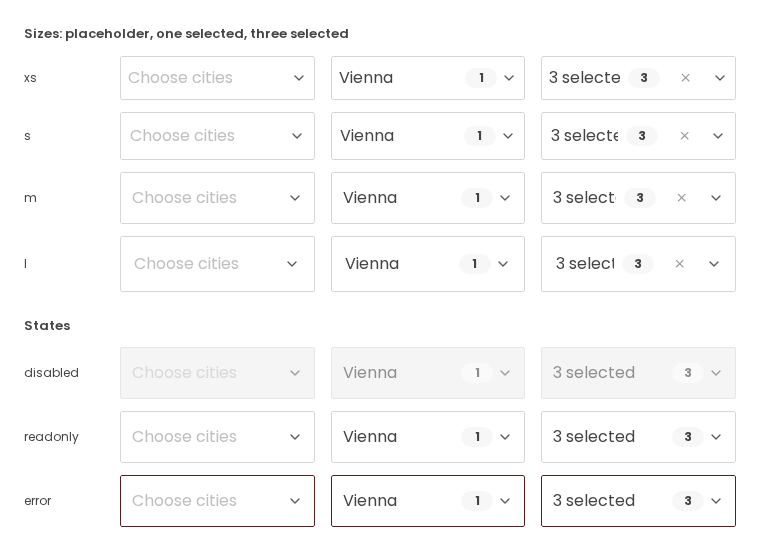 Sizes: placeholder, one selected, three selected
xs Choose cities Vienna 1 3 selecte 3
s Choose cities Vienna 1 3 selecte 3
m Choose cities Vienna 1 3 select 3
l Choose cities Vienna 1 3 select 3
States
disabled Choose cities Vienna 1 3 selected 3
readonly Choose cities Vienna 1 3 selected 3
error Choose cities Vienna 1 3 selected 3